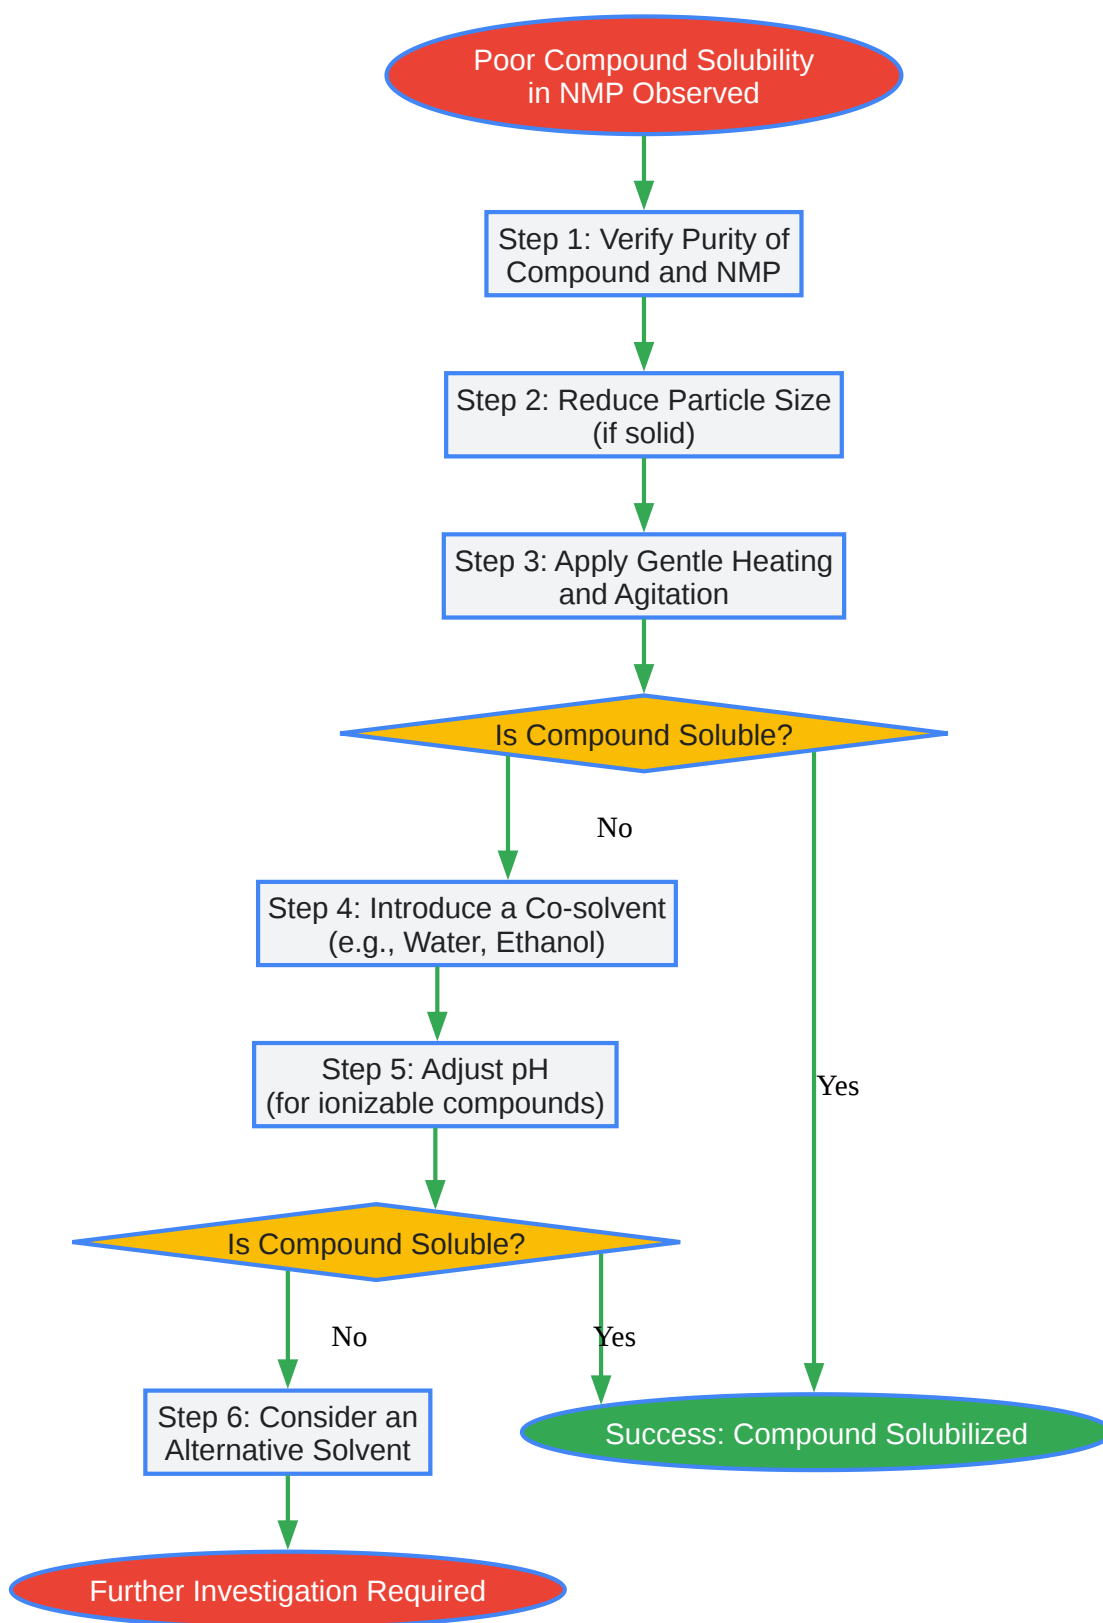 Poor Compound Solubility
in NMP Observed
Step 1: Verify Purity of
Compound and NMP
Step 2: Reduce Particle Size
(if solid)
Step 3: Apply Gentle Heating
and Agitation
Is Compound Soluble?
No
Step 4: Introduce a Co-solvent
(e.g., Water, Ethanol)
Step 5: Adjust pH
(for ionizable compounds)
Yes
Is Compound Soluble?
No
Yes
Step 6: Consider an
Alternative Solvent
Success: Compound Solubilized
Further Investigation Required